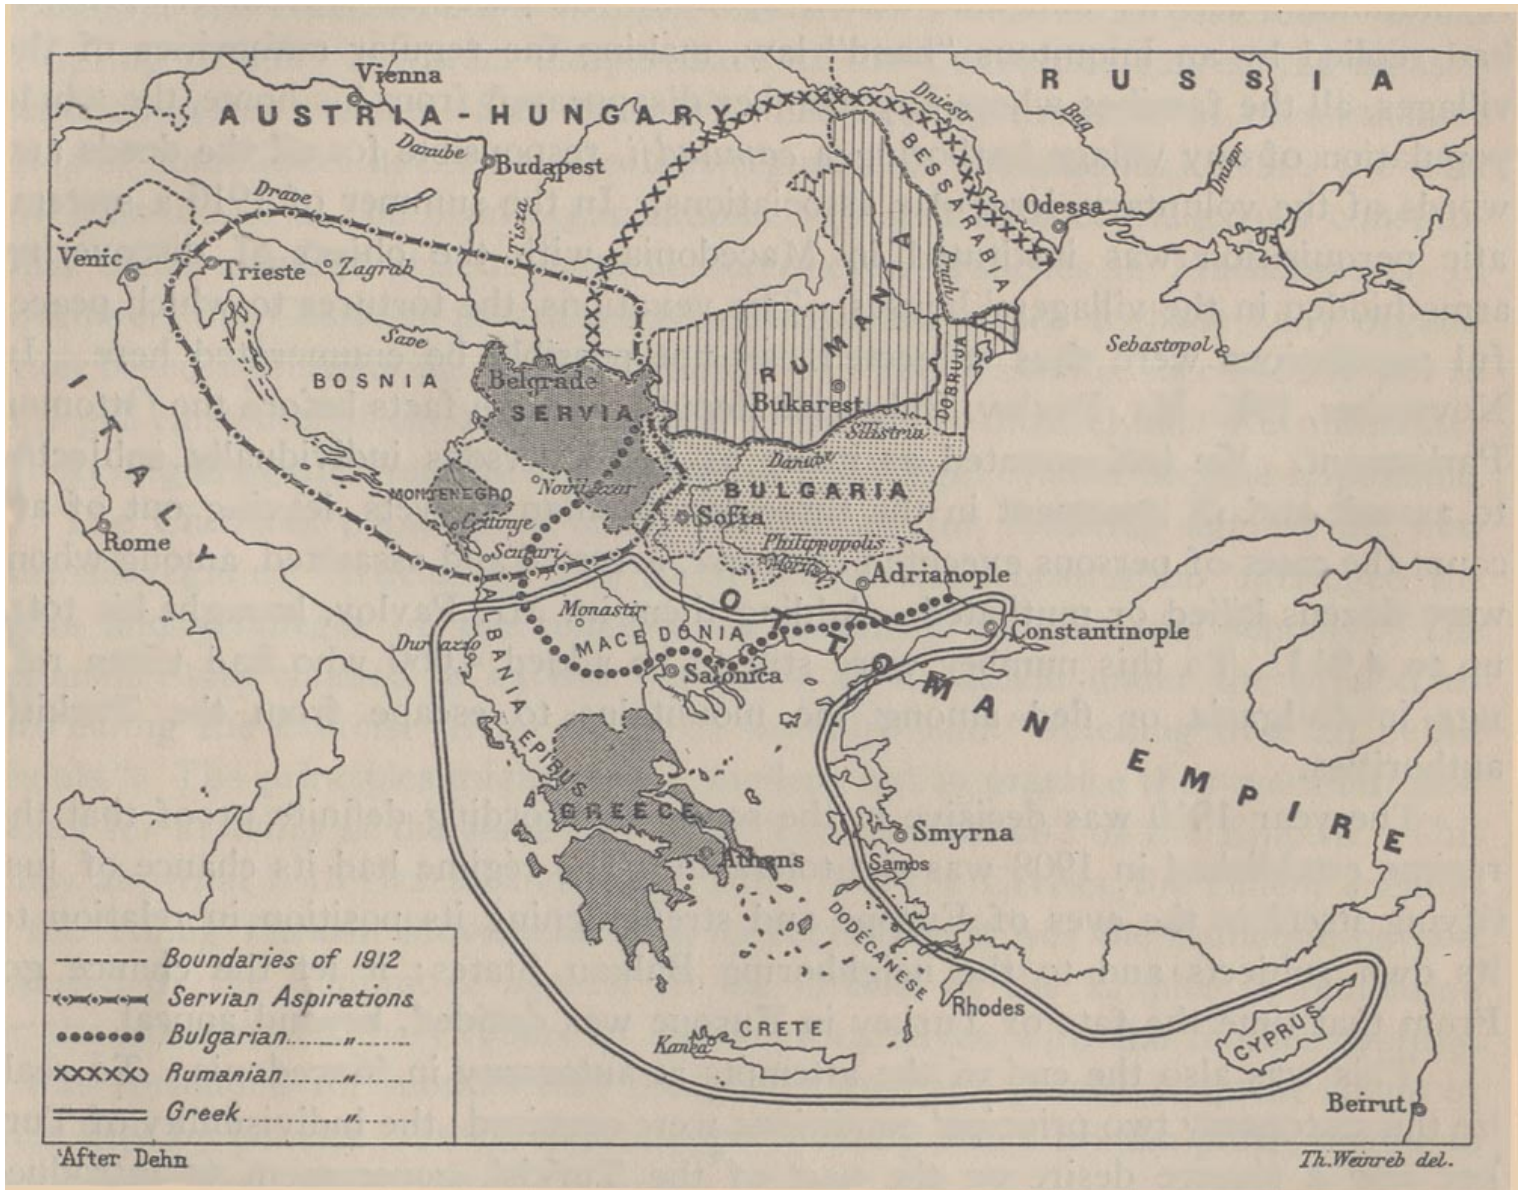 Vienna
RUSSIA
AUSTRIA-HUNGARY
Dniestr
Bug
Danube
Budapest
BESSARABIA
Dniepr
Drave
Tisza
Odessa
Venic
Trieste
Zagrab
Pruth
Save
RUMANIA
Sebastopol
BOSNIA
Belgrade
SERVIA
Bukarest
DOBRUJA
ITALY
Silistria
Danube
MONTENEGRO
Novibazar
BULGARIA
Cettinje
Sofia
Rome
Scutari
Philippopolis
Maritza
Adrianople
OTTOMAN EMPIRE
Monastir
Constantinople
MACEDONIA
Durazzo
ALBANIA
Salonica
EPIRUS
GREECE
Smyrna
Athens
Samos
DODÉCANESE
Rhodes
CRETE
Kanea
CYPRUS
Beirut
Boundaries of 1912
Servian Aspirations
Bulgarian........"........
Rumanian........"........
Greek........"........
After Dehn
Th. Weinreb del.